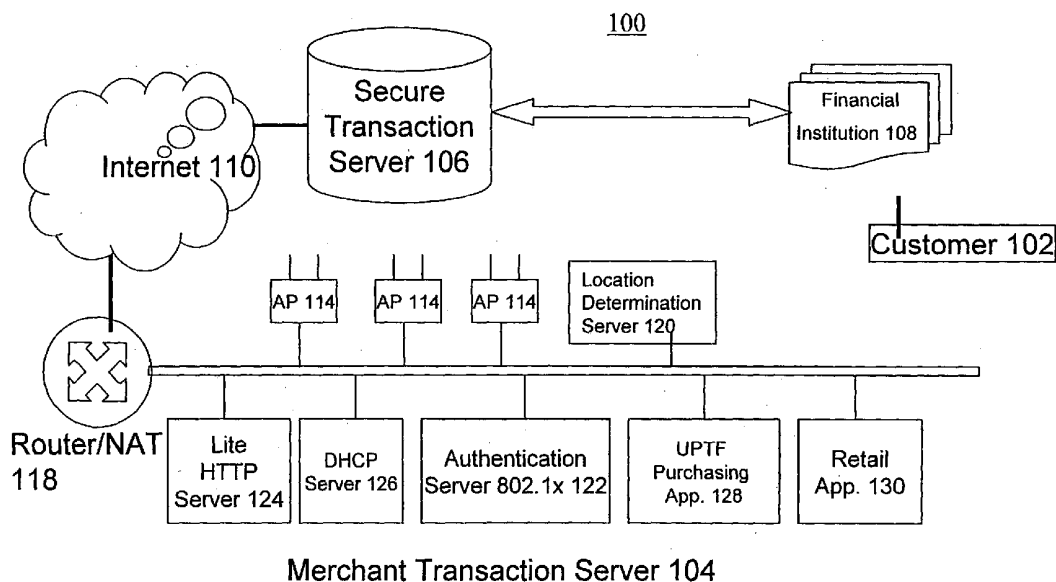 100
Secure
Transaction
Server 106
Financial
Institution 108
Internet 110
Customer 102
AP 114
AP 114
AP 114
Location
Determination
Server 120
Router/NAT
118
Lite
HTTP
Server 124
DHCP
Server 126
Authentication
Server 802.1x 122
UPTF
Purchasing
App. 128
Retail
App. 130
Merchant Transaction Server 104